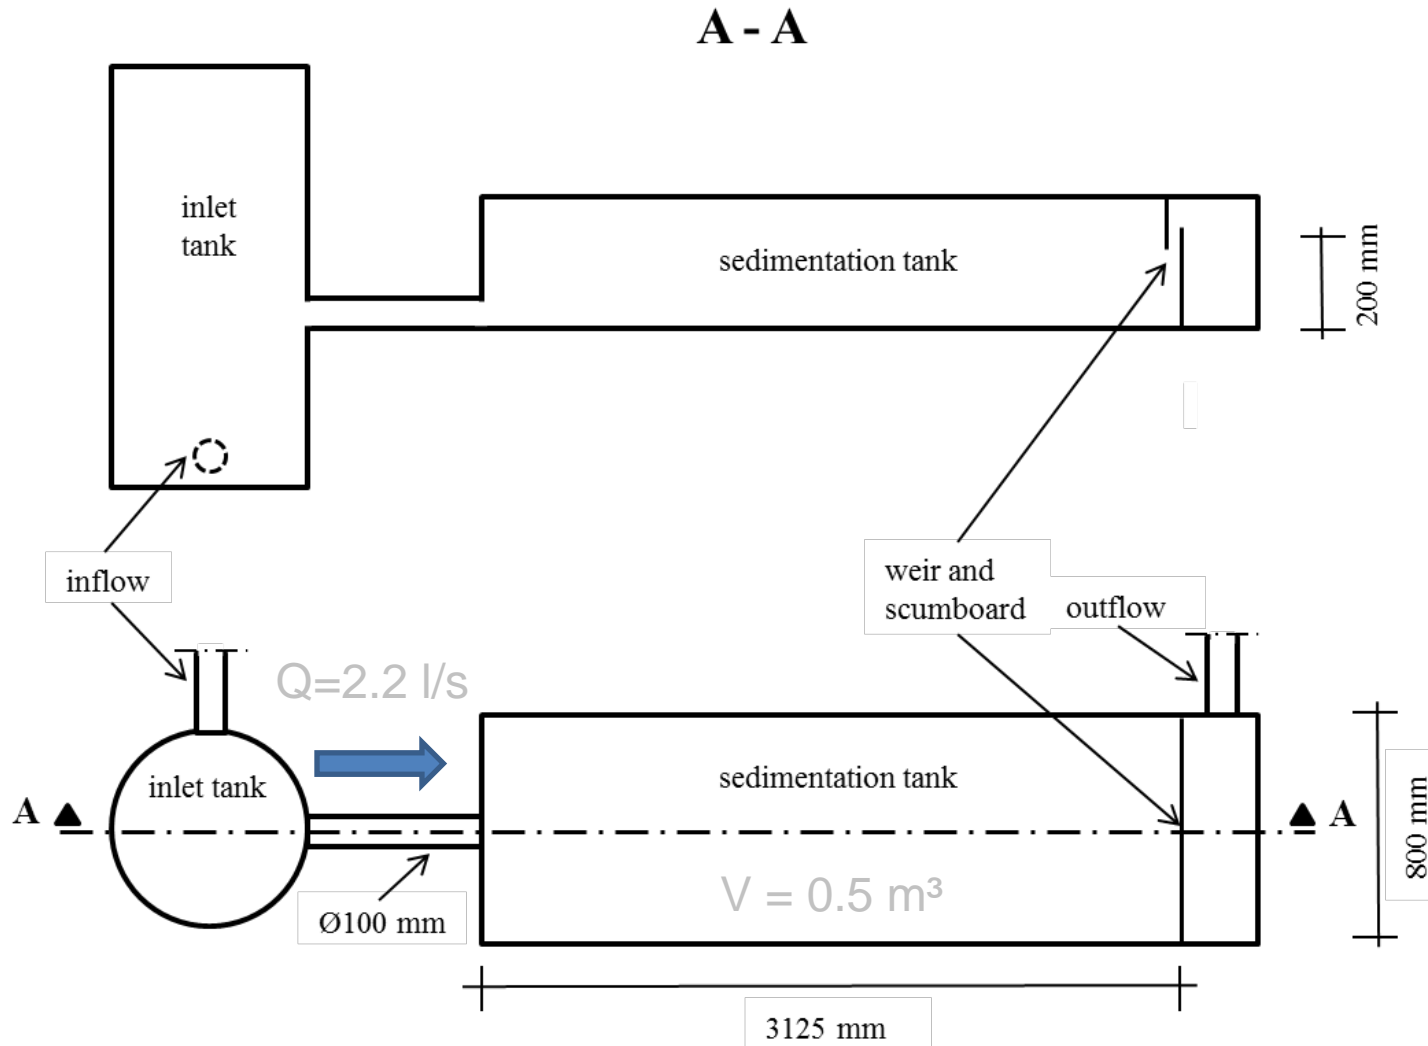 A - A
inlet
tank
sedimentation tank
200 mm
inflow
weir and
scumboard
outflow
Q=2.2 l/s
inlet tank
sedimentation tank
A
A
800 mm
V = 0.5 m³
Ø100 mm
3125 mm